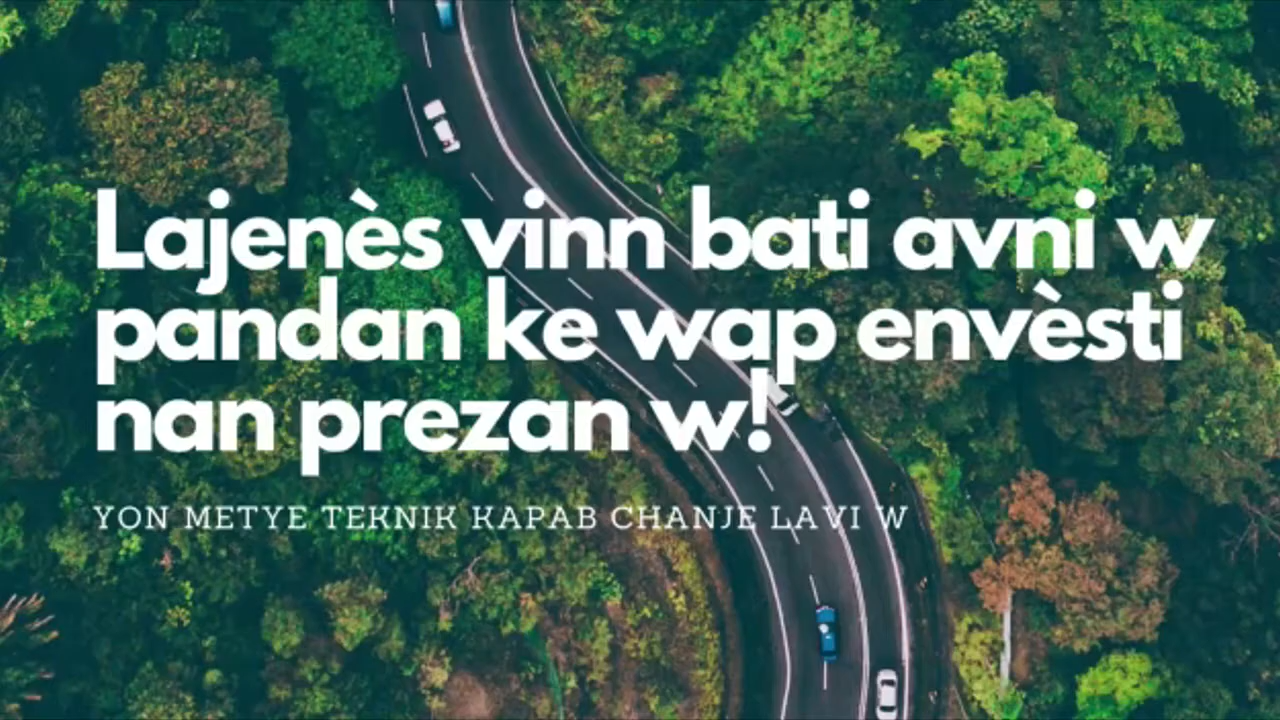 Lajenès vinn bati avni w
pandan ke wap envèsti
nan prezan w!
YON METYE TEKNIK KAPAB CHANJE LAVI W